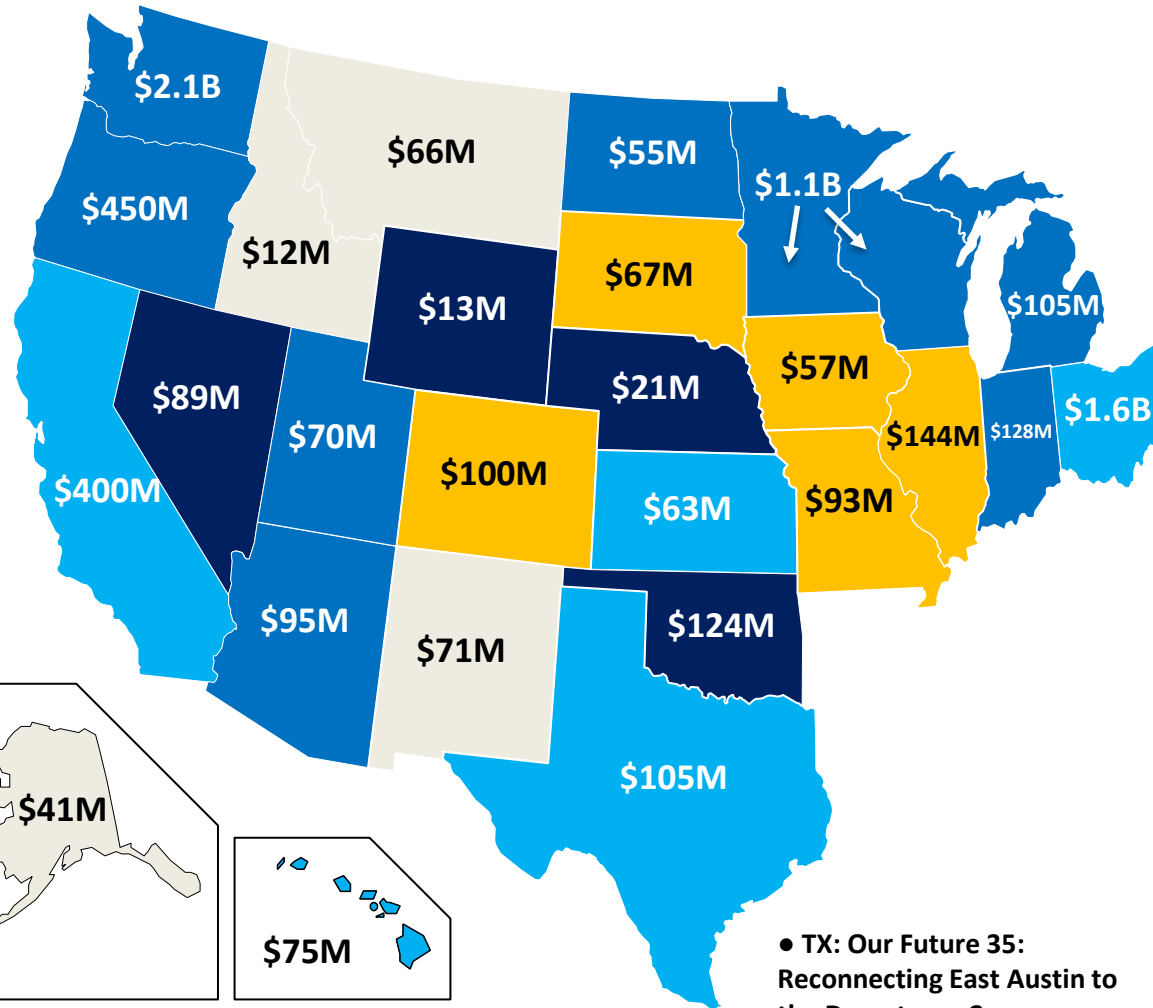 $2.1B
$66M
$55M
$1.1B
$450M
$12M
$67M
$13M
$105M
$57M
$21M
$89M
$1.6B
$70M
$144M
$128M
$100M
$400M
$93M
$63M
$95M
$124M
$71M
$105M
$41M
$75M
● TX: Our Future 35:
Reconnecting East Austin to